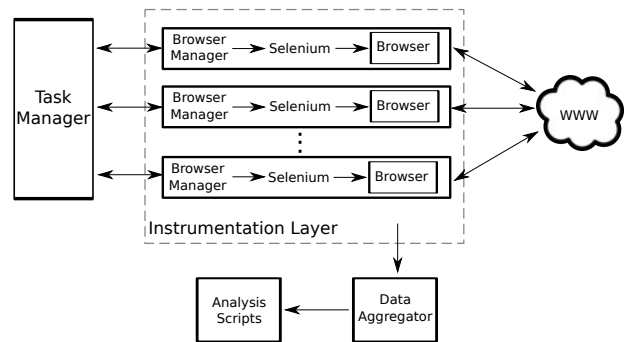 Task
Manager
Browser
Manager
Selenium
Browser
Browser
Manager
Selenium
Browser
Browser
Manager
Selenium
Browser
Instrumentation Layer
WWW
Analysis
Scripts
Data
Aggregator